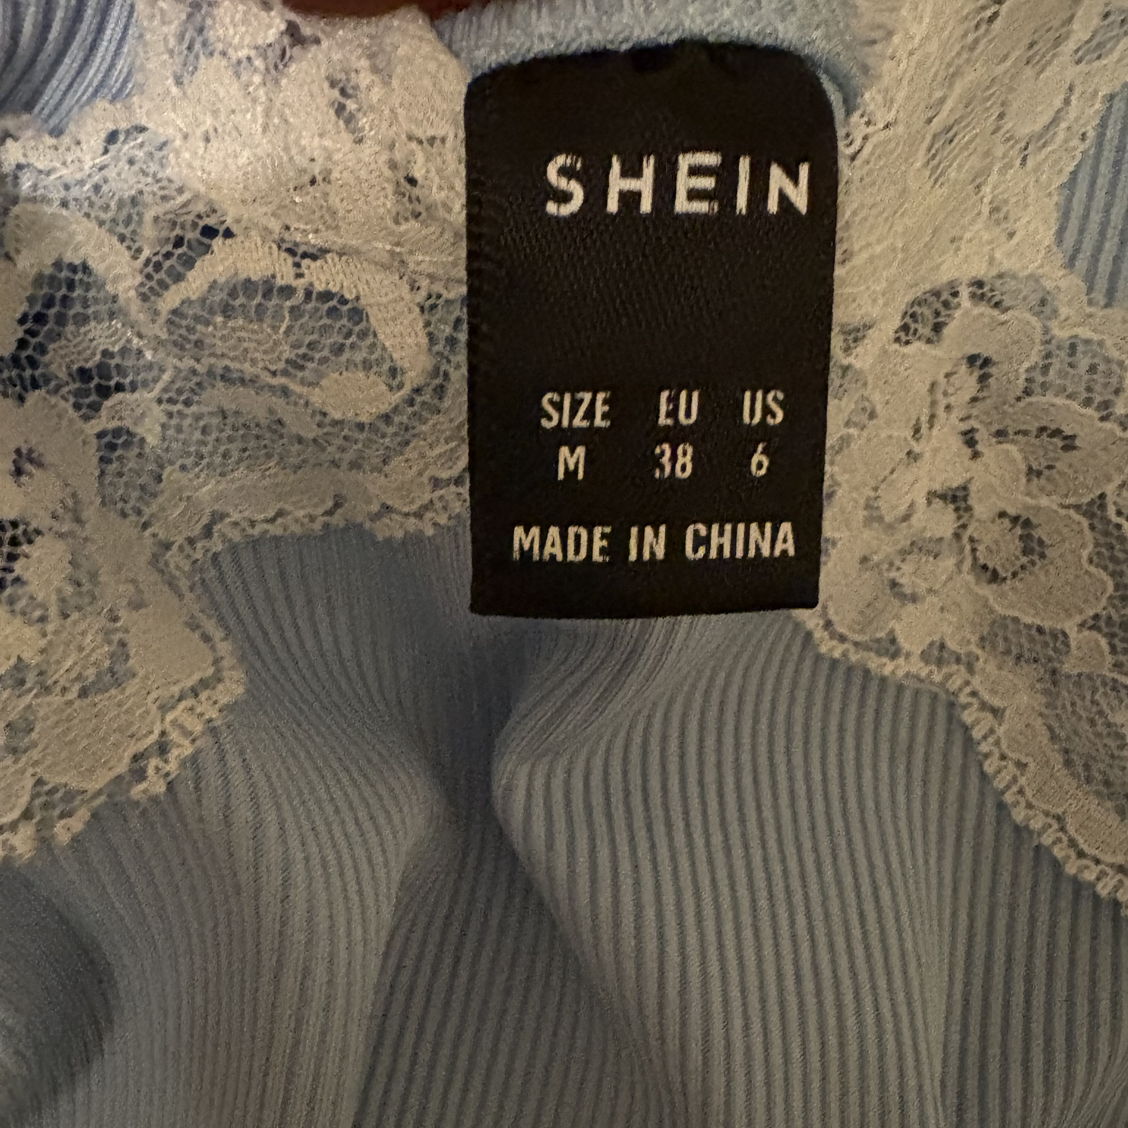 SHEIN
SIZE EU US
M 38 6
MADE IN CHINA